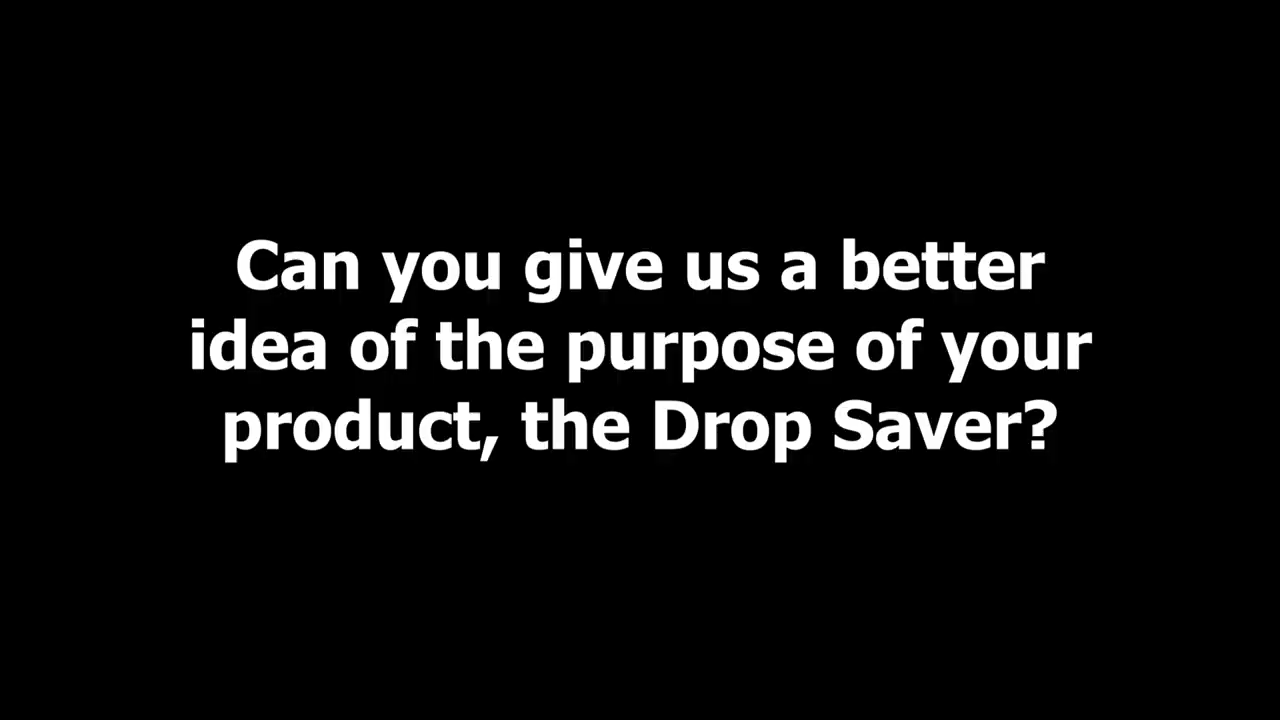 Can you give us a better
idea of the purpose of your
product, the Drop Saver?